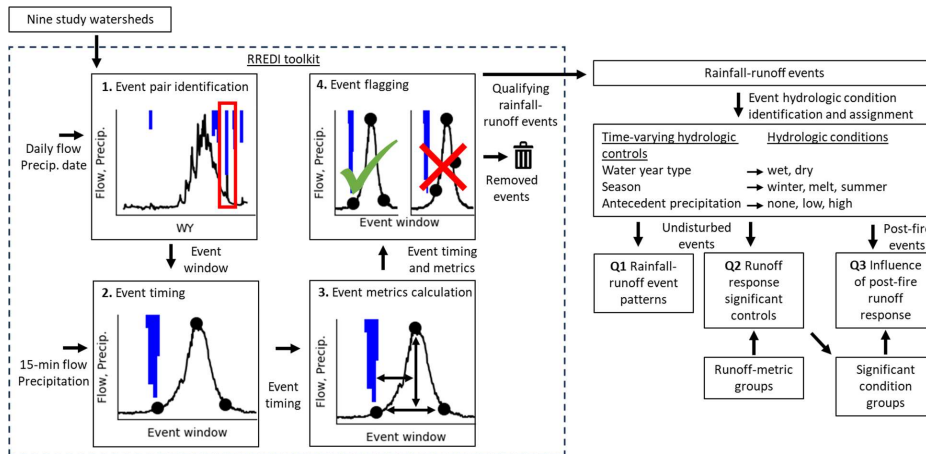 Nine study watersheds
RREDI toolkit
1. Event pair identification
Flow, Precip.
WY
Daily flow
Precip. date
Event
window
2. Event timing
Flow, Precip.
Event window
15-min flow
Precipitation
Event
timing
3. Event metrics calculation
Flow, Precip.
Event window
Event timing
and metrics
4. Event flagging
Flow, Precip.
Event window
Qualifying
rainfall-
runoff events
Removed
events
Rainfall-runoff events
Event hydrologic condition
identification and assignment
Time-varying hydrologic
controls
Hydrologic conditions
Water year type
wet, dry
Season
winter, melt, summer
Antecedent precipitation
none, low, high
Undisturbed
events
Post-fire
events
Q1 Rainfall-
runoff event
patterns
Q2 Runoff
response
significant
controls
Q3 Influence
of post-fire
runoff
response
Runoff-metric
groups
Significant
condition
groups